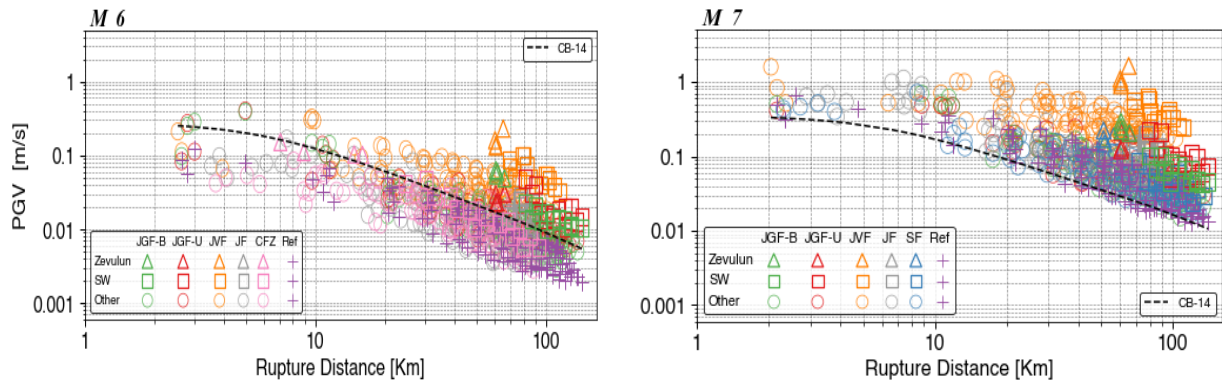 M 6
CB-14
1
0.1
0.01
0.001
PGV [m/s]
JGF-B JGF-U JVF JF CFZ Ref
Zevulun
SW
Other
1 10 100
Rupture Distance [Km]
M 7
1
0.1
0.01
0.001
JGF-B JGF-U JVF JF SF Ref
Zevulun
SW
Other
CB-14
1 10 100
Rupture Distance [Km]